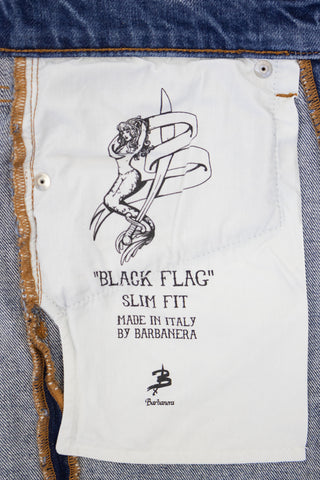 "BLACK FLAG"
SLIM FIT
MADE IN ITALY
BY BARBANERA
B
Barbanera